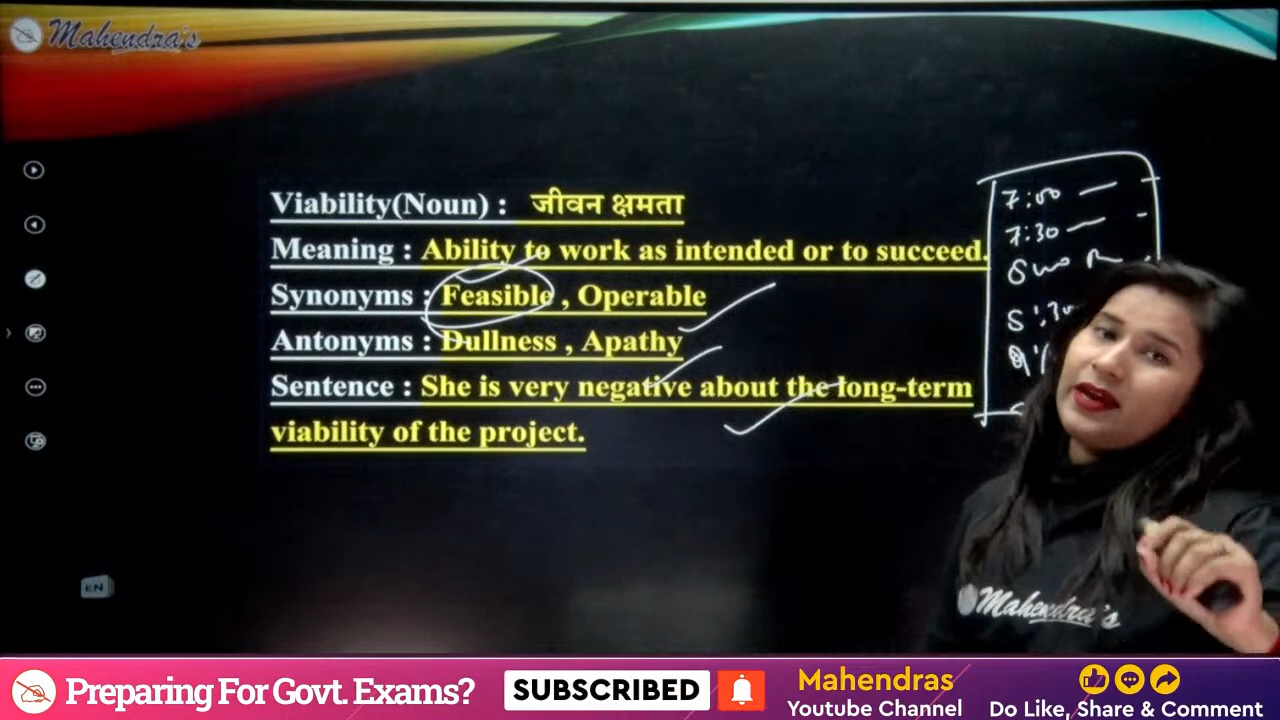 Mahendra's
Viability(Noun) : जीवन क्षमता
Meaning : Ability to work as intended or to succeed.
Synonyms : Feasible , Operable
Antonyms : Dullness , Apathy
Sentence : She is very negative about the long-term
viability of the project.
7:00
7:30
EN
Mahendra's
Preparing For Govt. Exams?
SUBSCRIBED
Mahendras
Youtube Channel
Do Like, Share & Comment